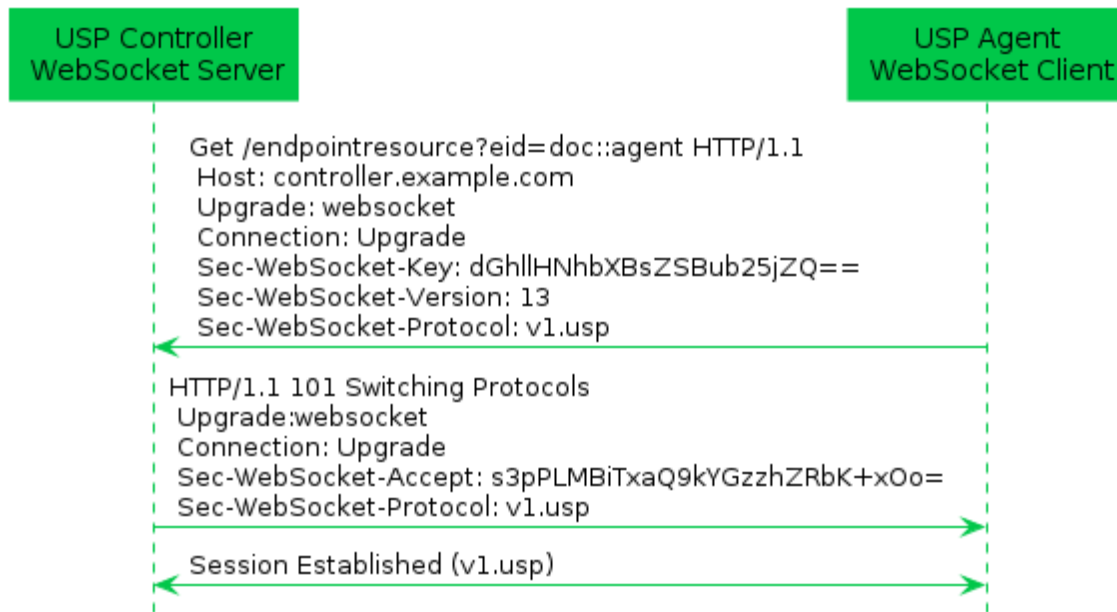 USP Controller
WebSocket Server
USP Agent
WebSocket Client
Get /endpointresource?eid=doc::agent HTTP/1.1
Host: controller.example.com
Upgrade: websocket
Connection: Upgrade
Sec-WebSocket-Key: dGhllHNhbXBsZSBub25jZQ==
Sec-WebSocket-Version: 13
Sec-WebSocket-Protocol: v1.usp
HTTP/1.1 101 Switching Protocols
Upgrade:websocket
Connection: Upgrade
Sec-WebSocket-Accept: s3pPLMBiTxaQ9kYGzzhZRbK+xOo=
Sec-WebSocket-Protocol: v1.usp
Session Established (v1.usp)